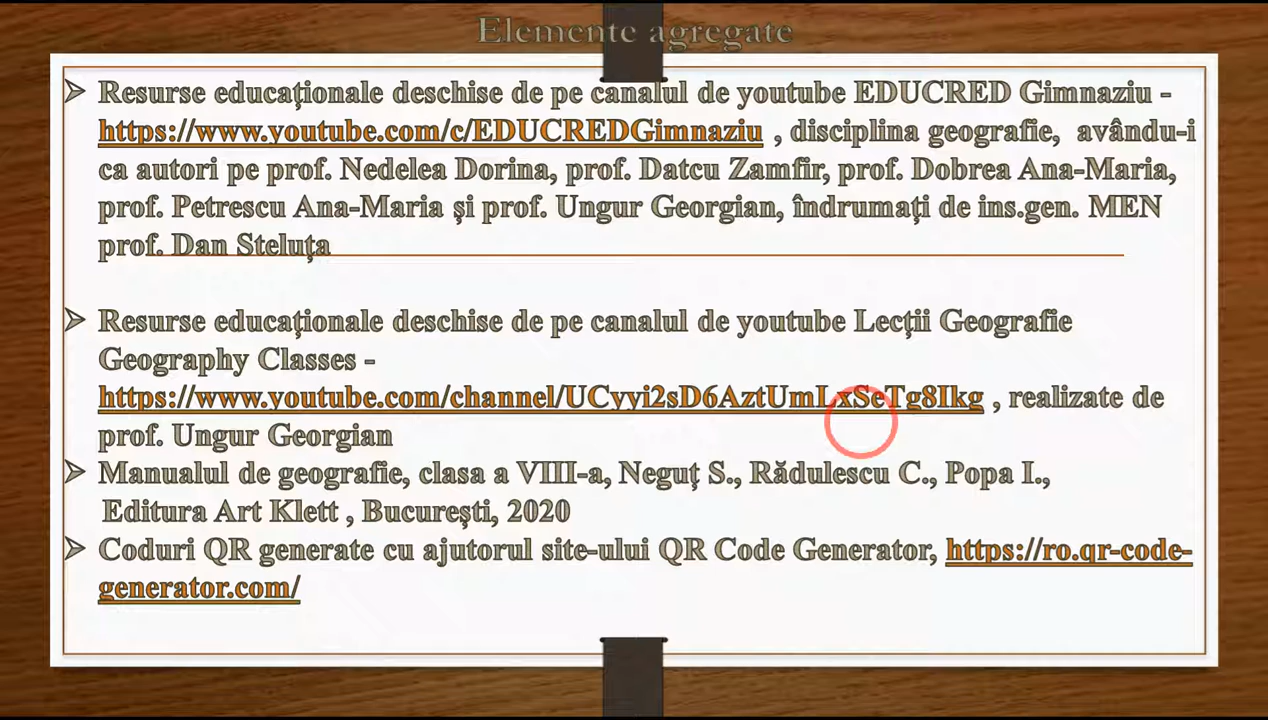 Elemente agregate
➢ Resurse educaționale deschise de pe canalul de youtube EDUCRED Gimnaziu -
https://www.youtube.com/c/EDUCREDGimnaziu , disciplina geografie, avându-i
ca autori pe prof. Nedelea Dorina, prof. Datcu Zamfir, prof. Dobrea Ana-Maria,
prof. Petrescu Ana-Maria și prof. Ungur Georgian, îndrumați de ins.gen. MEN
prof. Dan Steluța
➢ Resurse educaționale deschise de pe canalul de youtube Lecții Geografie
Geography Classes -
https://www.youtube.com/channel/UCyyi2sD6AztUmLxSeTg8Ikg , realizate de
prof. Ungur Georgian
➢ Manualul de geografie, clasa a VIII-a, Neguț S., Rădulescu C., Popa I.,
Editura Art Klett , București, 2020
➢ Coduri QR generate cu ajutorul site-ului QR Code Generator, https://ro.qr-code-
generator.com/